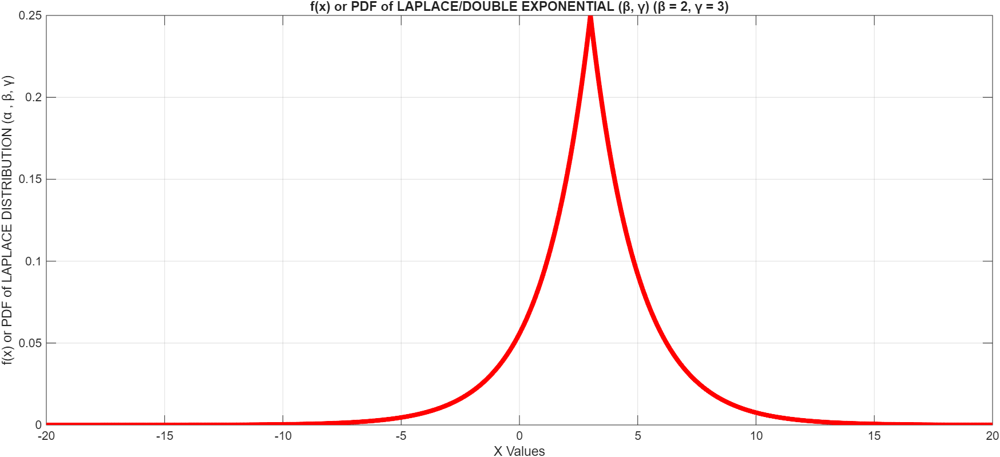 f(x) or PDF of LAPLACE/DOUBLE EXPONENTIAL (β, γ) (β = 2, γ = 3)
f(x) or PDF of LAPLACE DISTRIBUTION (α , β, γ)
0.25
0.2
0.15
0.1
0.05
0
-20 -15 -10 -5 0 5 10 15 20
X Values